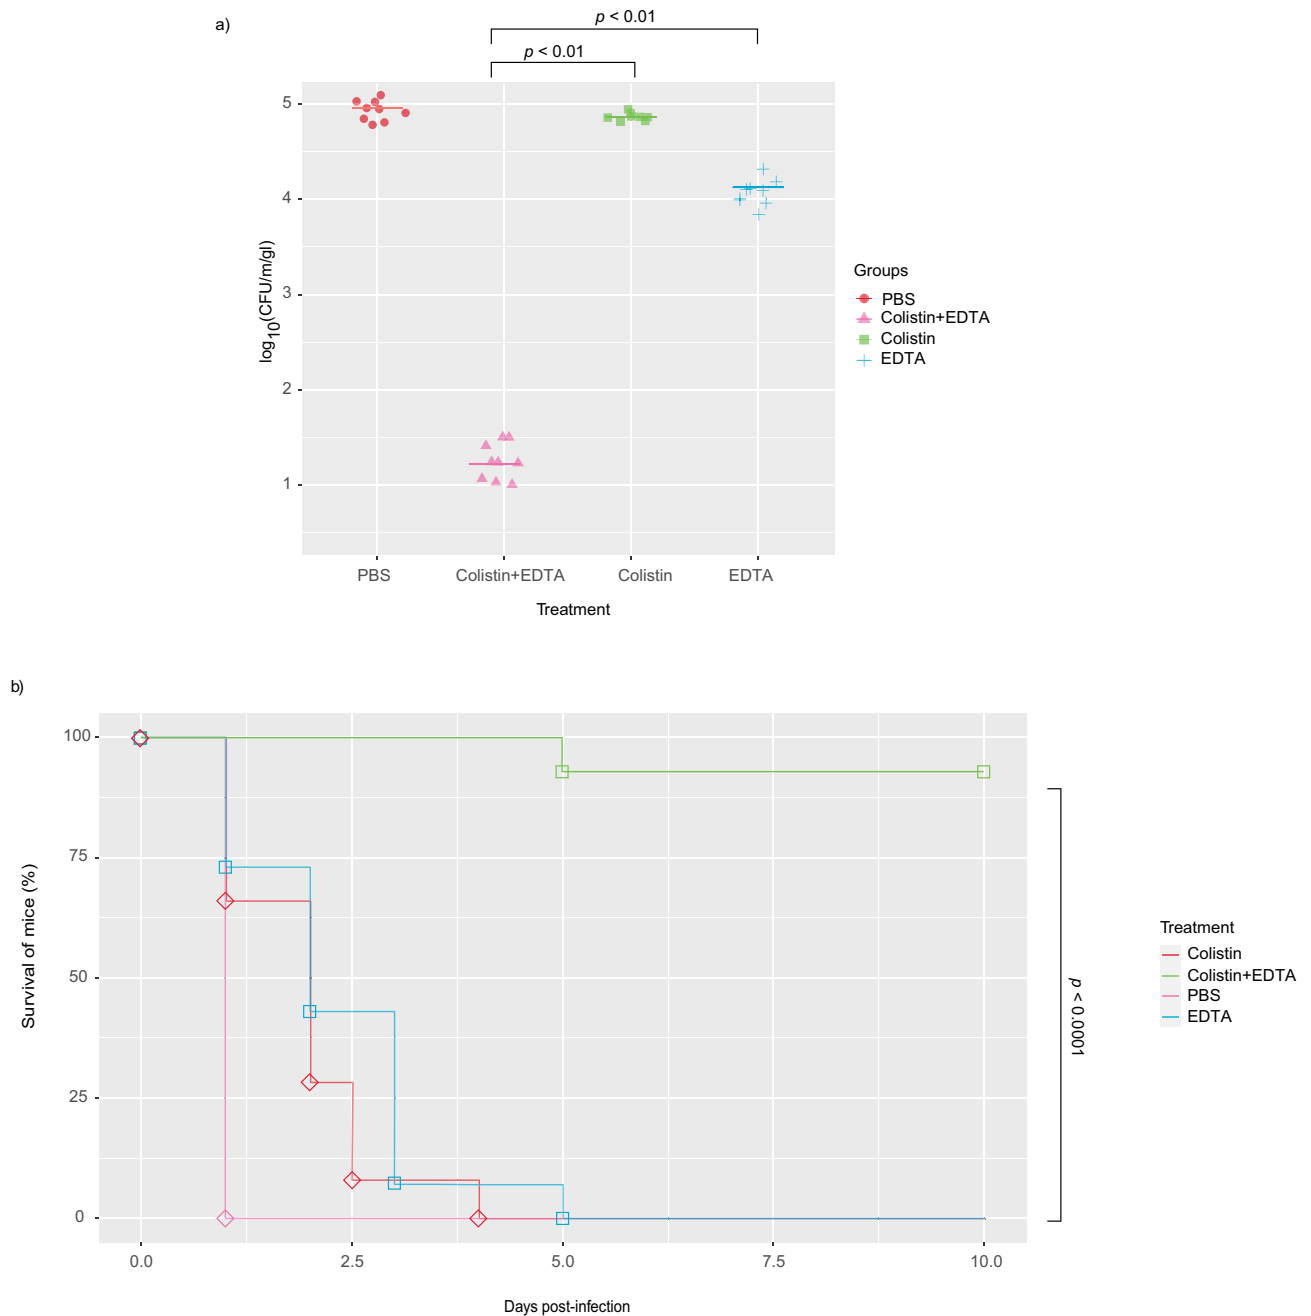 a)
p < 0.01
p < 0.01
5
4
3
2
1
log10(CFU/m/gl)
PBS
Colistin+EDTA
Colistin
EDTA
Treatment
Groups
PBS
Colistin+EDTA
Colistin
EDTA
b)
100
75
50
25
0
Survival of mice (%)
0.0
2.5
5.0
7.5
10.0
Days post-infection
p < 0.0001
Treatment
Colistin
Colistin+EDTA
PBS
EDTA